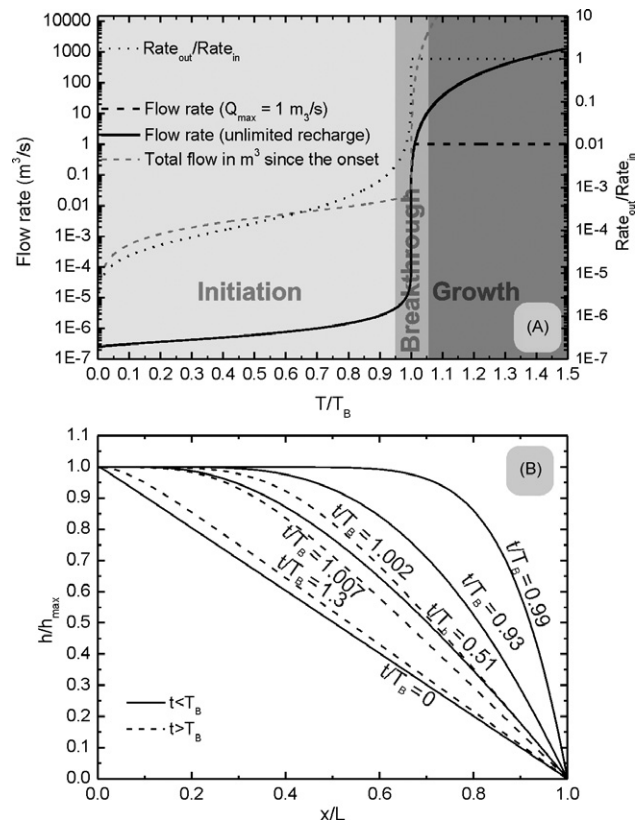 10000
1000
100
10
1
0.1
0.01
1E-3
1E-4
1E-5
1E-6
1E-7
Flow rate (m³/s)
10
1
0.1
0.01
1E-3
1E-4
1E-5
1E-6
1E-7
Rate_out/Rate_in
Rate_out/Rate_in
Flow rate (Q_max = 1 m_3/s)
Flow rate (unlimited recharge)
Total flow in m³ since the onset
Initiation
Breakthrough
Growth
(A)
0.0 0.1 0.2 0.3 0.4 0.5 0.6 0.7 0.8 0.9 1.0 1.1 1.2 1.3 1.4 1.5
T/T_B
1.1
1.0
0.9
0.8
0.7
0.6
0.5
0.4
0.3
0.2
0.1
0.0
h/h_max
(B)
t/T_B = 1.002
t/T_B = 1.007
t/T_B = 1.3
t/T_B = 0.51
t/T_B = 0.93
t/T_B = 0.99
t/T_B = 0
t<T_B
t>T_B
0.0 0.2 0.4 0.6 0.8 1.0
x/L